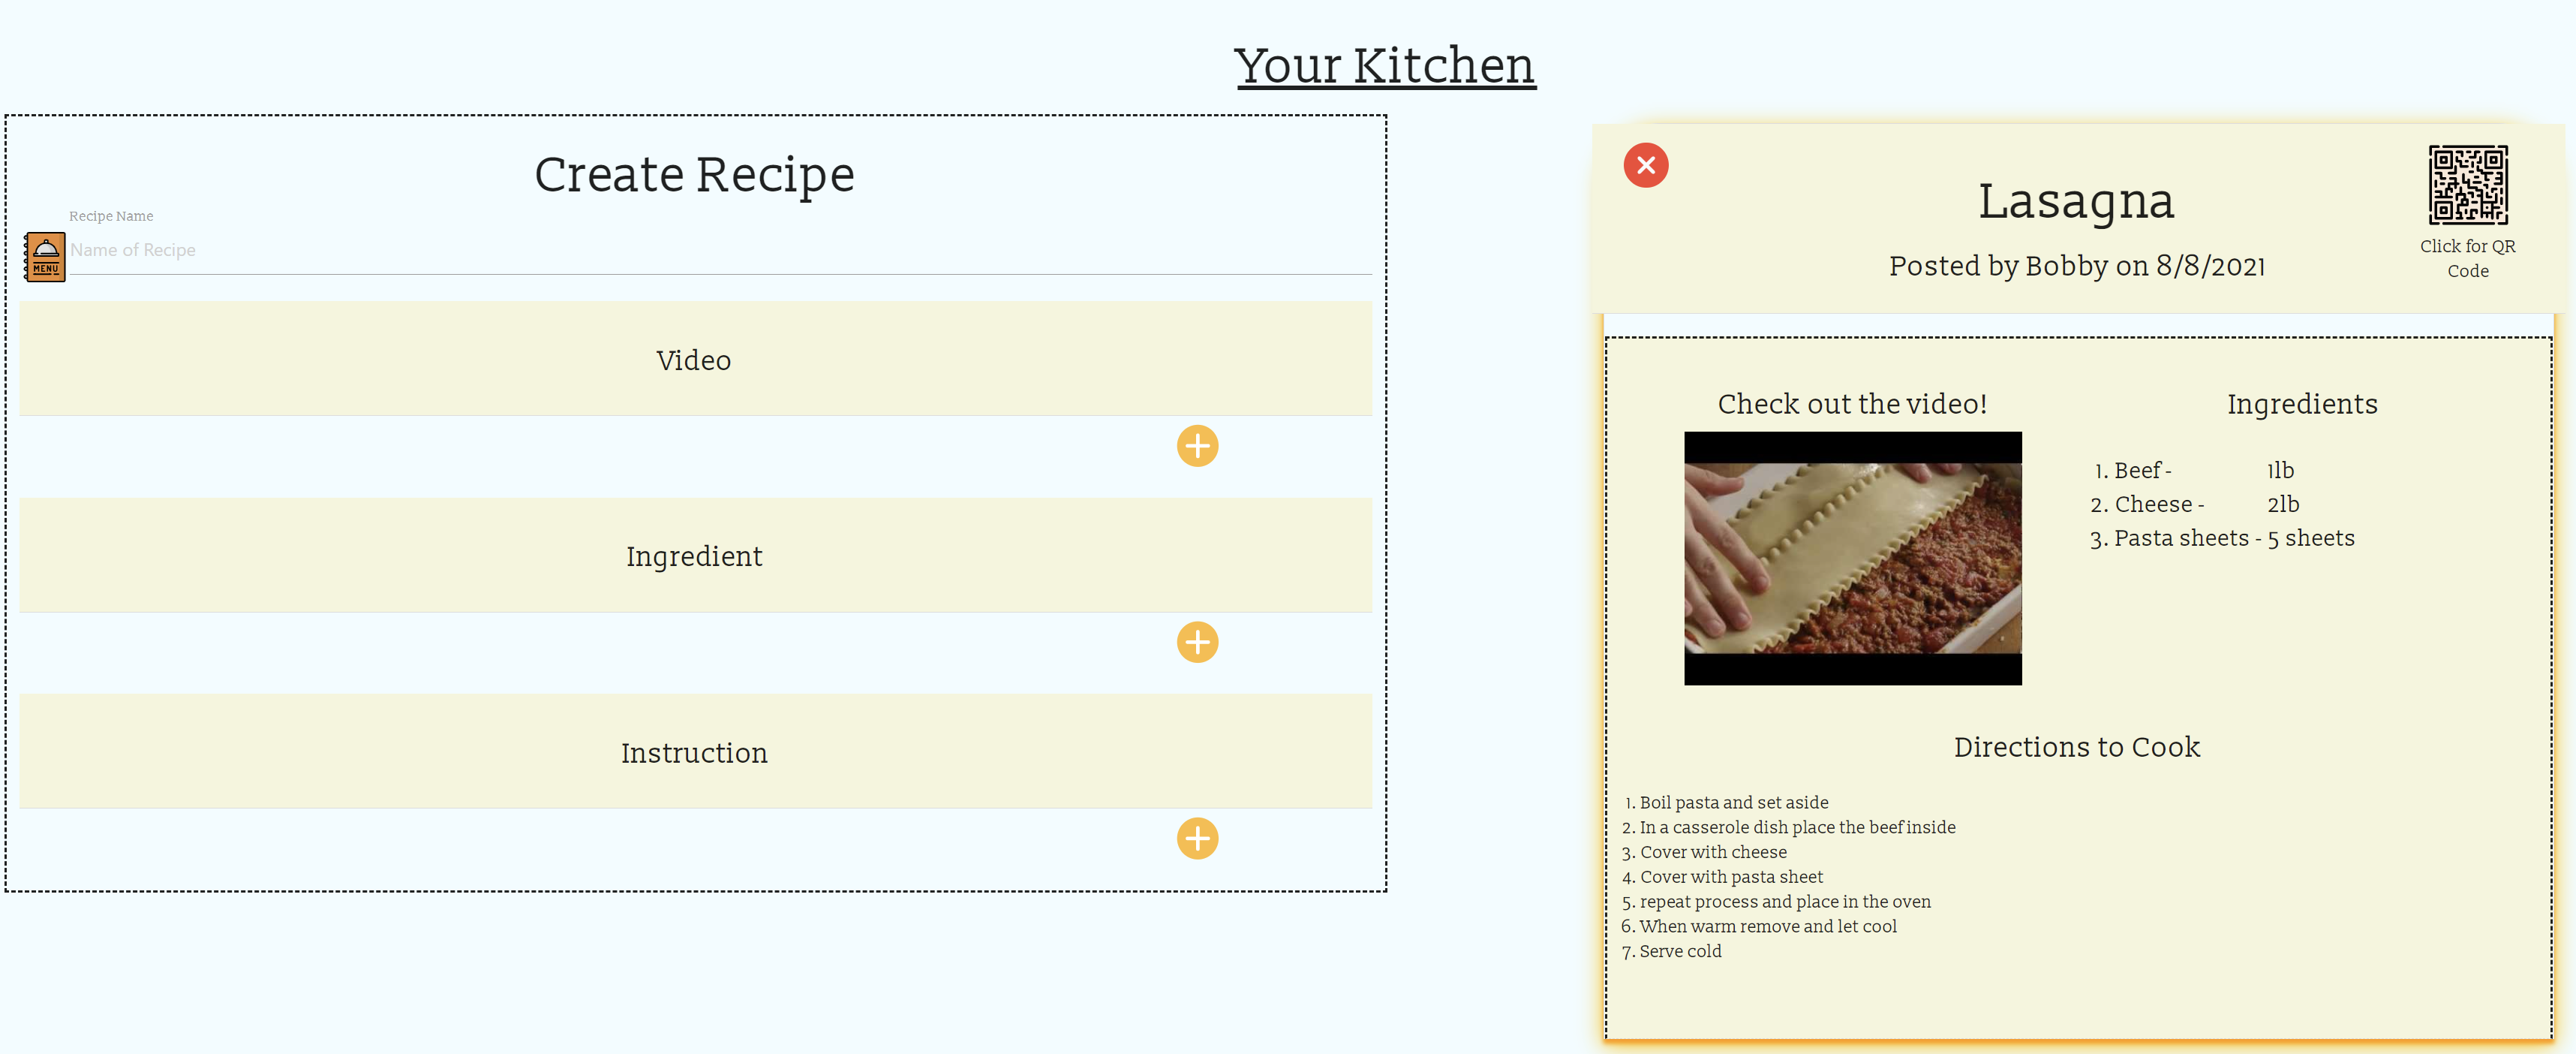 Your Kitchen
Create Recipe
Recipe Name
MENU
Name of Recipe
Video
Ingredient
Instruction
Lasagna
Posted by Bobby on 8/8/2021
Click for QR
Code
Check out the video!
Ingredients
1. Beef - 1lb
2. Cheese - 2lb
3. Pasta sheets - 5 sheets
Directions to Cook
1. Boil pasta and set aside
2. In a casserole dish place the beef inside
3. Cover with cheese
4. Cover with pasta sheet
5. repeat process and place in the oven
6. When warm remove and let cool
7. Serve cold